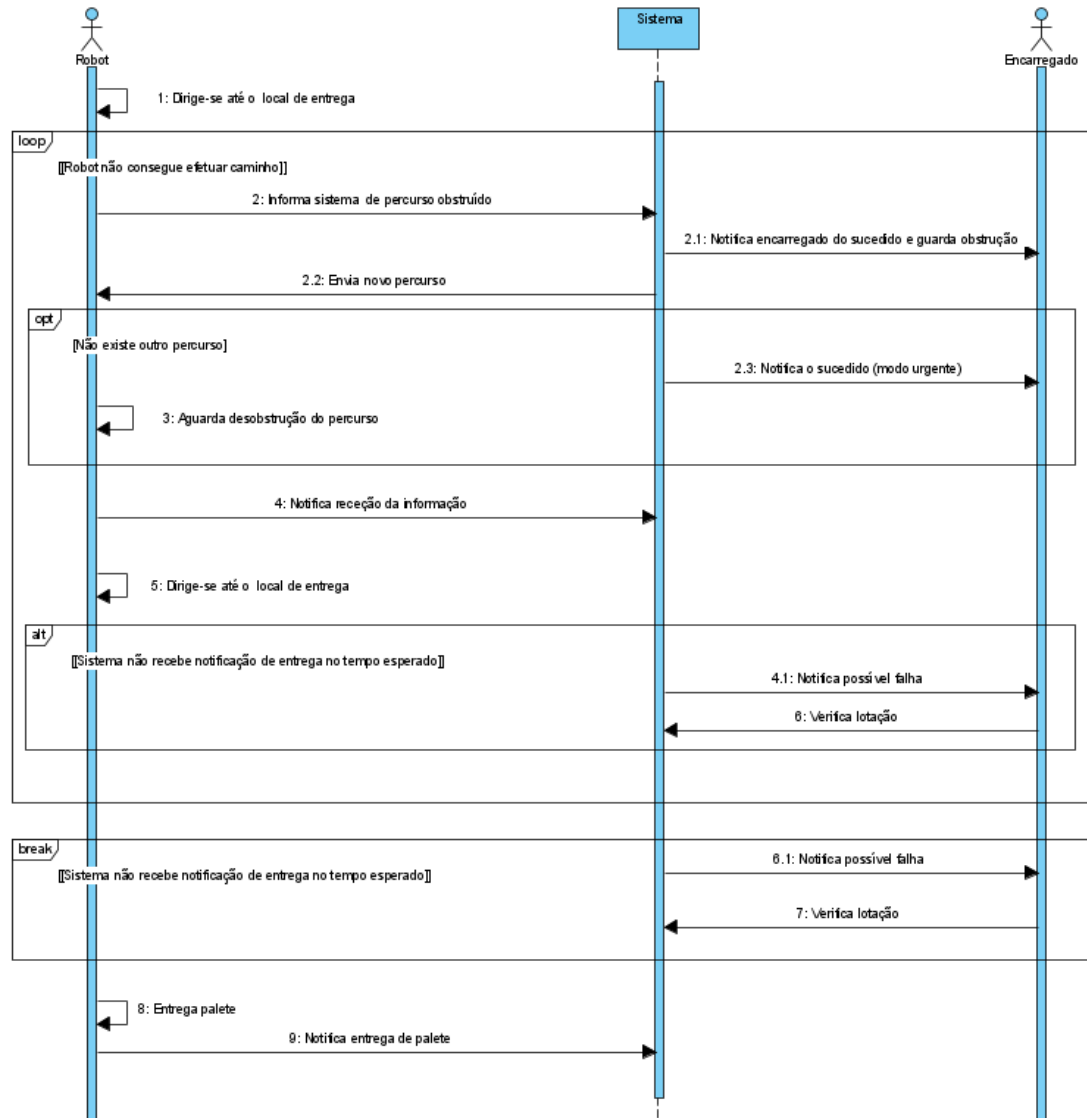 Sistema
Robot
Encarregado
1: Dirige-se até o local de entrega
loop
[[Robot não consegue efetuar caminho]]
2: Informa sistema de percurso obstruído
2.1: Notifica encarregado do sucedido e guarda obstrução
2.2: Envia novo percurso
opt
[Não existe outro percurso]
2.3: Notifica o sucedido (modo urgente)
3: Aguarda desobstrução do percurso
4: Notifica receção da informação
5: Dirige-se até o local de entrega
alt
[[Sistema não recebe notificação de entrega no tempo esperado]]
4.1: Notifica possível falha
6: Verifica lotação
break
[[Sistema não recebe notificação de entrega no tempo esperado]]
6.1: Notifica possível falha
7: Verifica lotação
8: Entrega palete
9: Notifica entrega de palete